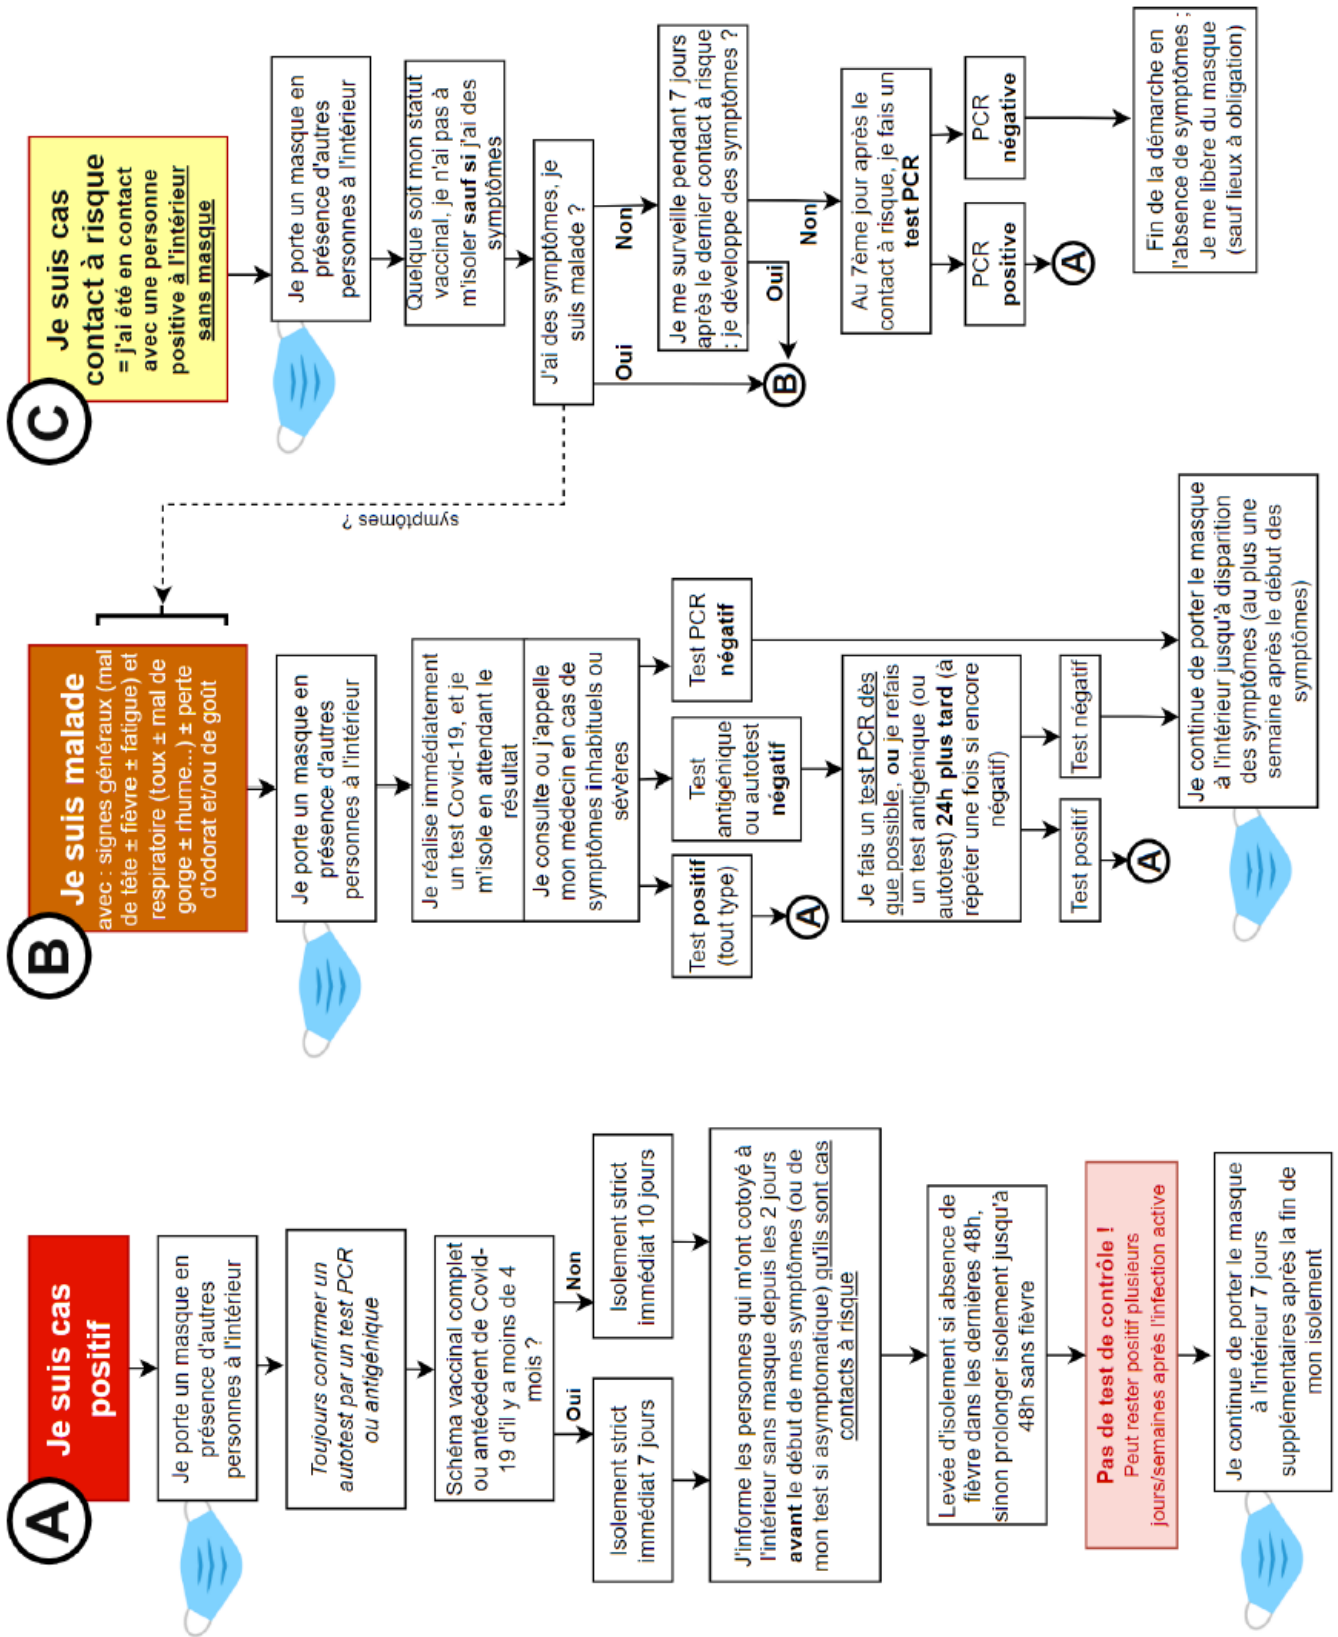 A
Je suis cas
positif
Je porte un masque en
présence d'autres
personnes à l'intérieur
Toujours confirmer un
autotest par un test PCR
ou antigénique
Schéma vaccinal complet
ou antécédent de Covid-
19 d'il y a moins de 4
mois ?
Oui
Non
Isolement strict
immédiat 7 jours
Isolement strict
immédiat 10 jours
J'informe les personnes qui m'ont cotoyé à
l'intérieur sans masque depuis les 2 jours
avant le début de mes symptômes (ou de
mon test si asymptomatique) qu'ils sont cas
contacts à risque
Levée d'isolement si absence de
fièvre dans les dernières 48h,
sinon prolonger isolement jusqu'à
48h sans fièvre
Pas de test de contrôle !
Peut rester positif plusieurs
jours/semaines après l'infection active
Je continue de porter le masque
à l'intérieur 7 jours
supplémentaires après la fin de
mon isolement
B
Je suis malade
avec : signes généraux (mal
de tête ± fièvre ± fatigue) et
respiratoire (toux ± mal de
gorge ± rhume...) ± perte
d'odorat et/ou de goût
Je porte un masque en
présence d'autres
personnes à l'intérieur
Je réalise immédiatement
un test Covid-19, et je
m'isole en attendant le
résultat
Je consulte ou j'appelle
mon médecin en cas de
symptômes inhabituels ou
sévères
Test positif
(tout type)
A
Test
antigénique
ou autotest
négatif
Test PCR
négatif
Je fais un test PCR dès
que possible, ou je refais
un test antigénique (ou
autotest) 24h plus tard (à
répéter une fois si encore
négatif)
Test positif
A
Test négatif
Je continue de porter le masque
à l'intérieur jusqu'à disparition
des symptômes (au plus une
semaine après le début des
symptômes)
symptômes ?
C
Je suis cas
contact à risque
= j'ai été en contact
avec une personne
positive à l'intérieur
sans masque
Je porte un masque en
présence d'autres
personnes à l'intérieur
Quelque soit mon statut
vaccinal, je n'ai pas à
m'isoler sauf si j'ai des
symptômes
J'ai des symptômes, je
suis malade ?
Oui
Non
Je me surveille pendant 7 jours
après le dernier contact à risque
: je développe des symptômes ?
Oui
B
Non
Au 7ème jour après le
contact à risque, je fais un
test PCR
PCR
positive
A
PCR
négative
Fin de la démarche en
l'absence de symptômes ;
Je me libère du masque
(sauf lieux à obligation)